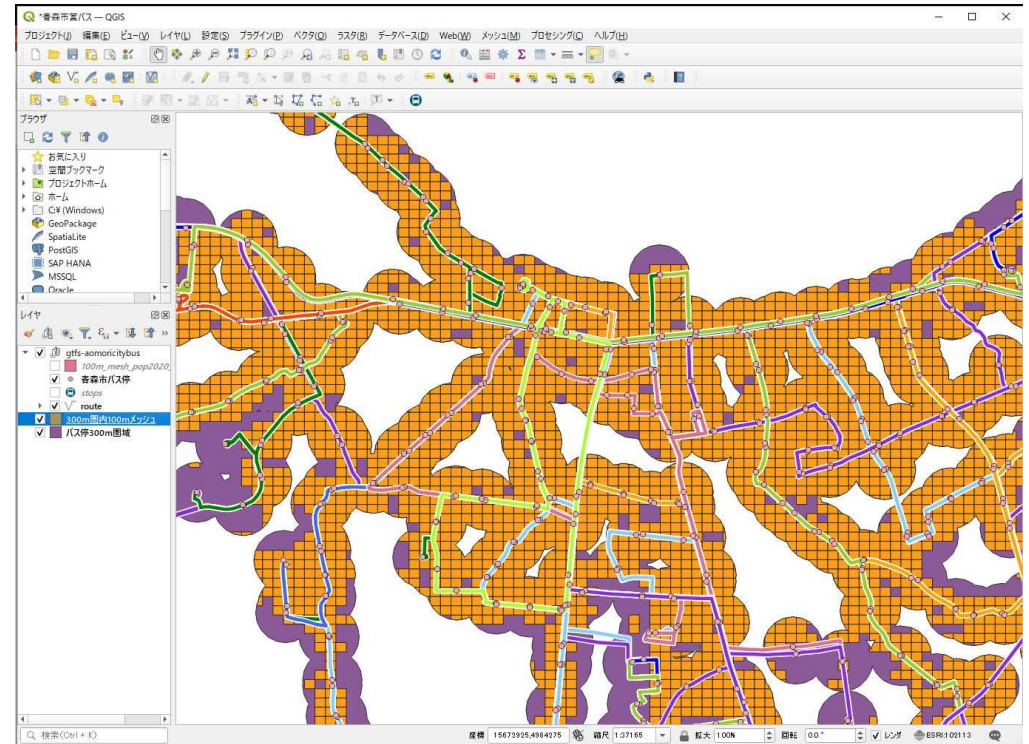 *青森市営バス — QGIS
プロジェクト(J) 編集(E) ビュー(V) レイヤ(L) 設定(S) プラグイン(P) ベクタ(O) ラスタ(R) データベース(D) Web(W) メッシュ(M) プロセシング(C) ヘルプ(H)
ブラウザ
お気に入り
空間ブックマーク
プロジェクトホーム
ホーム
C:¥ (Windows)
GeoPackage
SpatiaLite
PostGIS
SAP HANA
MSSQL
Oracle
レイヤ
gtfs-aomoricitybus
100m_mesh_pop2020_
青森市バス停
stops
route
300m圏内100mメッシュ
バス停300m圏域
検索(Ctrl + K)
座標 15672925,4984275 縮尺 1:37165 拡大 100% 回転 0.0° レンダ ESRI:102113